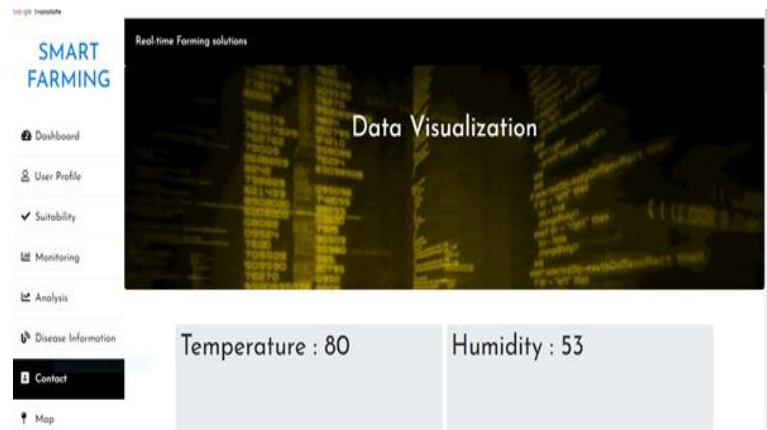 Google Translate
SMART
FARMING
Real-time Farming solutions
Data Visualization
Dashboard
User Profile
Suitability
Monitoring
Analysis
Disease Information
Contact
Map
Temperature : 80
Humidity : 53